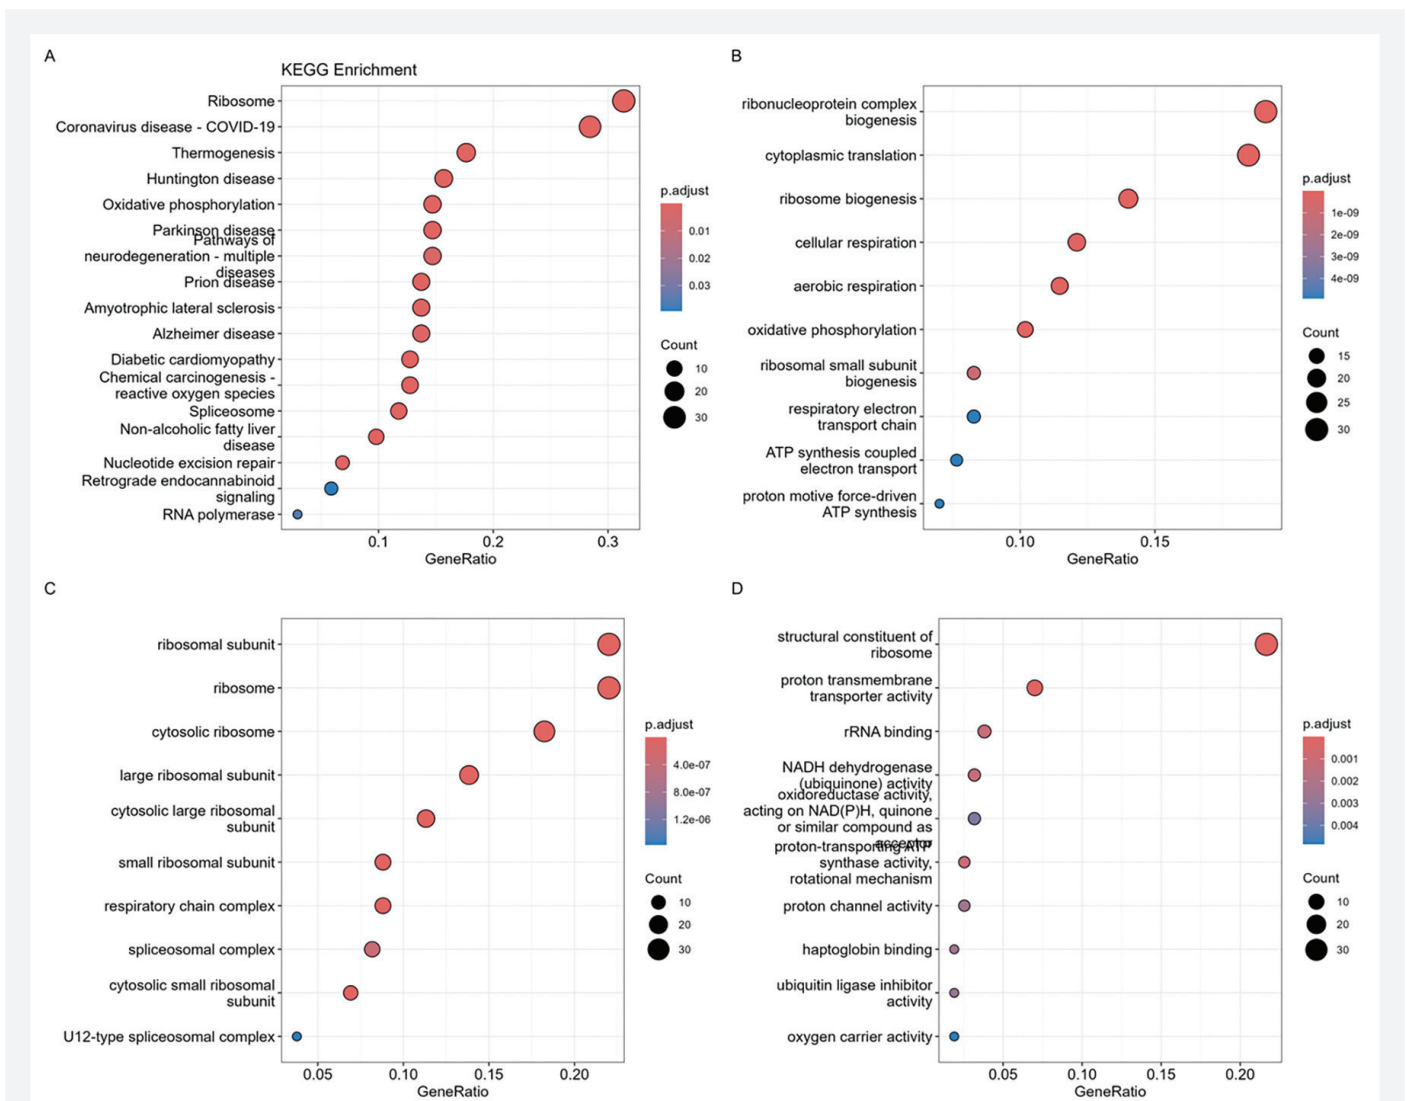 A
KEGG Enrichment
Ribosome
Coronavirus disease - COVID-19
Thermogenesis
Huntington disease
Oxidative phosphorylation
Parkinson disease
Pathways of
neurodegeneration - multiple
diseases
Prion disease
Amyotrophic lateral sclerosis
Alzheimer disease
Diabetic cardiomyopathy
Chemical carcinogenesis -
reactive oxygen species
Spliceosome
Non-alcoholic fatty liver
disease
Nucleotide excision repair
Retrograde endocannabinoid
signaling
RNA polymerase
0.1 0.2 0.3
GeneRatio
p.adjust
0.01
0.02
0.03
Count
10
20
30
B
ribonucleoprotein complex
biogenesis
cytoplasmic translation
ribosome biogenesis
cellular respiration
aerobic respiration
oxidative phosphorylation
ribosomal small subunit
biogenesis
respiratory electron
transport chain
ATP synthesis coupled
electron transport
proton motive force-driven
ATP synthesis
0.10 0.15
GeneRatio
p.adjust
1e-09
2e-09
3e-09
4e-09
Count
15
20
25
30
C
ribosomal subunit
ribosome
cytosolic ribosome
large ribosomal subunit
cytosolic large ribosomal
subunit
small ribosomal subunit
respiratory chain complex
spliceosomal complex
cytosolic small ribosomal
subunit
U12-type spliceosomal complex
0.05 0.10 0.15 0.20
GeneRatio
p.adjust
4.0e-07
8.0e-07
1.2e-06
Count
10
20
30
D
structural constituent of
ribosome
proton transmembrane
transporter activity
rRNA binding
NADH dehydrogenase
(ubiquinone) activity
oxidoreductase activity,
acting on NAD(P)H, quinone
or similar compound as
acceptor
proton-transporting ATP
synthase activity,
rotational mechanism
proton channel activity
haptoglobin binding
ubiquitin ligase inhibitor
activity
oxygen carrier activity
0.05 0.10 0.15 0.20
GeneRatio
p.adjust
0.001
0.002
0.003
0.004
Count
10
20
30